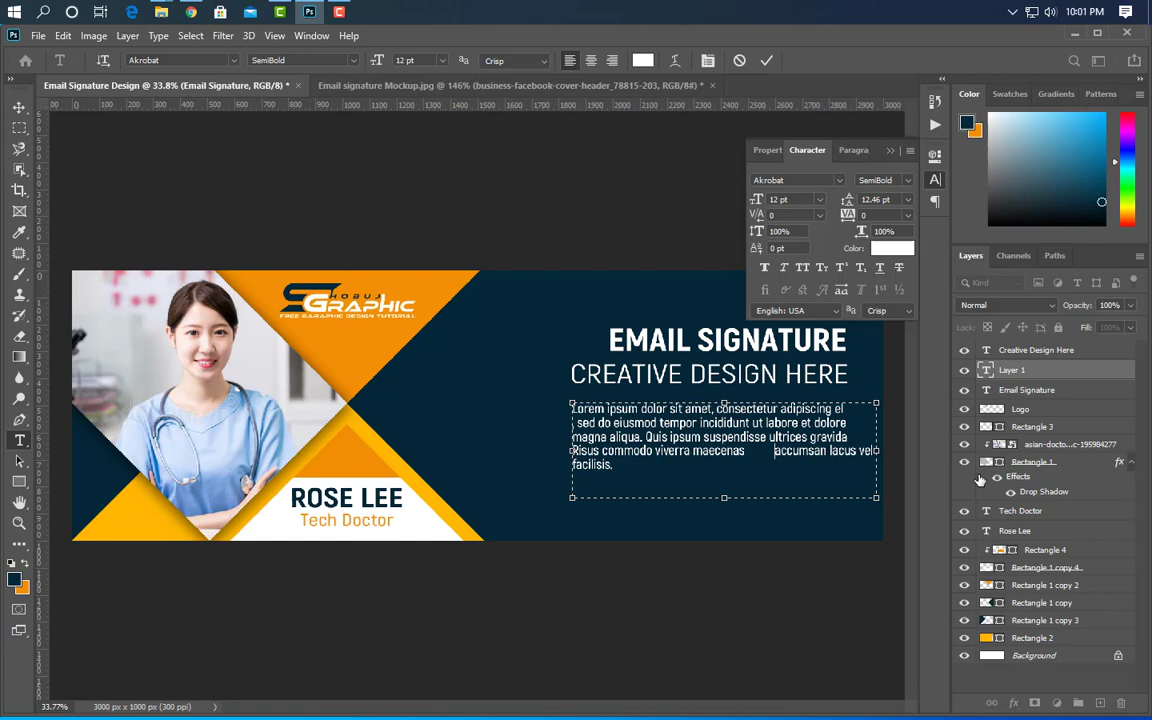 10:01 PM
Ps File Edit Image Layer Type Select Filter 3D View Window Help
T Akrobat SemiBold 12 pt Crisp
Email Signature Design @ 33.8% (Email Signature, RGB/8) * × Email signature Mockup.jpg @ 146% (business-facebook-cover-header_78815-203, RGB/8#) * ×
Color Swatches Gradients Patterns
Propert Character Paragra
Akrobat SemiBold
12 pt 12.46 pt
0 0
100% 100%
0 pt Color:
English: USA Crisp
Layers Channels Paths
Kind
Normal Opacity: 100%
Lock: Fill: 100%
Creative Design Here
Layer 1
Email Signature
Logo
Rectangle 3
asian-docto...c-195984277
Rectangle 1 fx
Effects
Drop Shadow
Tech Doctor
Rose Lee
Rectangle 4
Rectangle 1 copy 4
Rectangle 1 copy 2
Rectangle 1 copy
Rectangle 1 copy 3
Rectangle 2
Background
SHOBUJ
GRAPHIC
FREE GARAPHIC DESIGN TUTORIAL
EMAIL SIGNATURE
CREATIVE DESIGN HERE
Lorem ipsum dolor sit amet, consectetur adipiscing el
sed do eiusmod tempor incididunt ut labore et dolore
magna aliqua. Quis ipsum suspendisse ultrices gravida
Risus commodo viverra maecenas accumsan lacus vel
facilisis.
ROSE LEE
Tech Doctor
33.77% 3000 px x 1000 px (300 ppi)